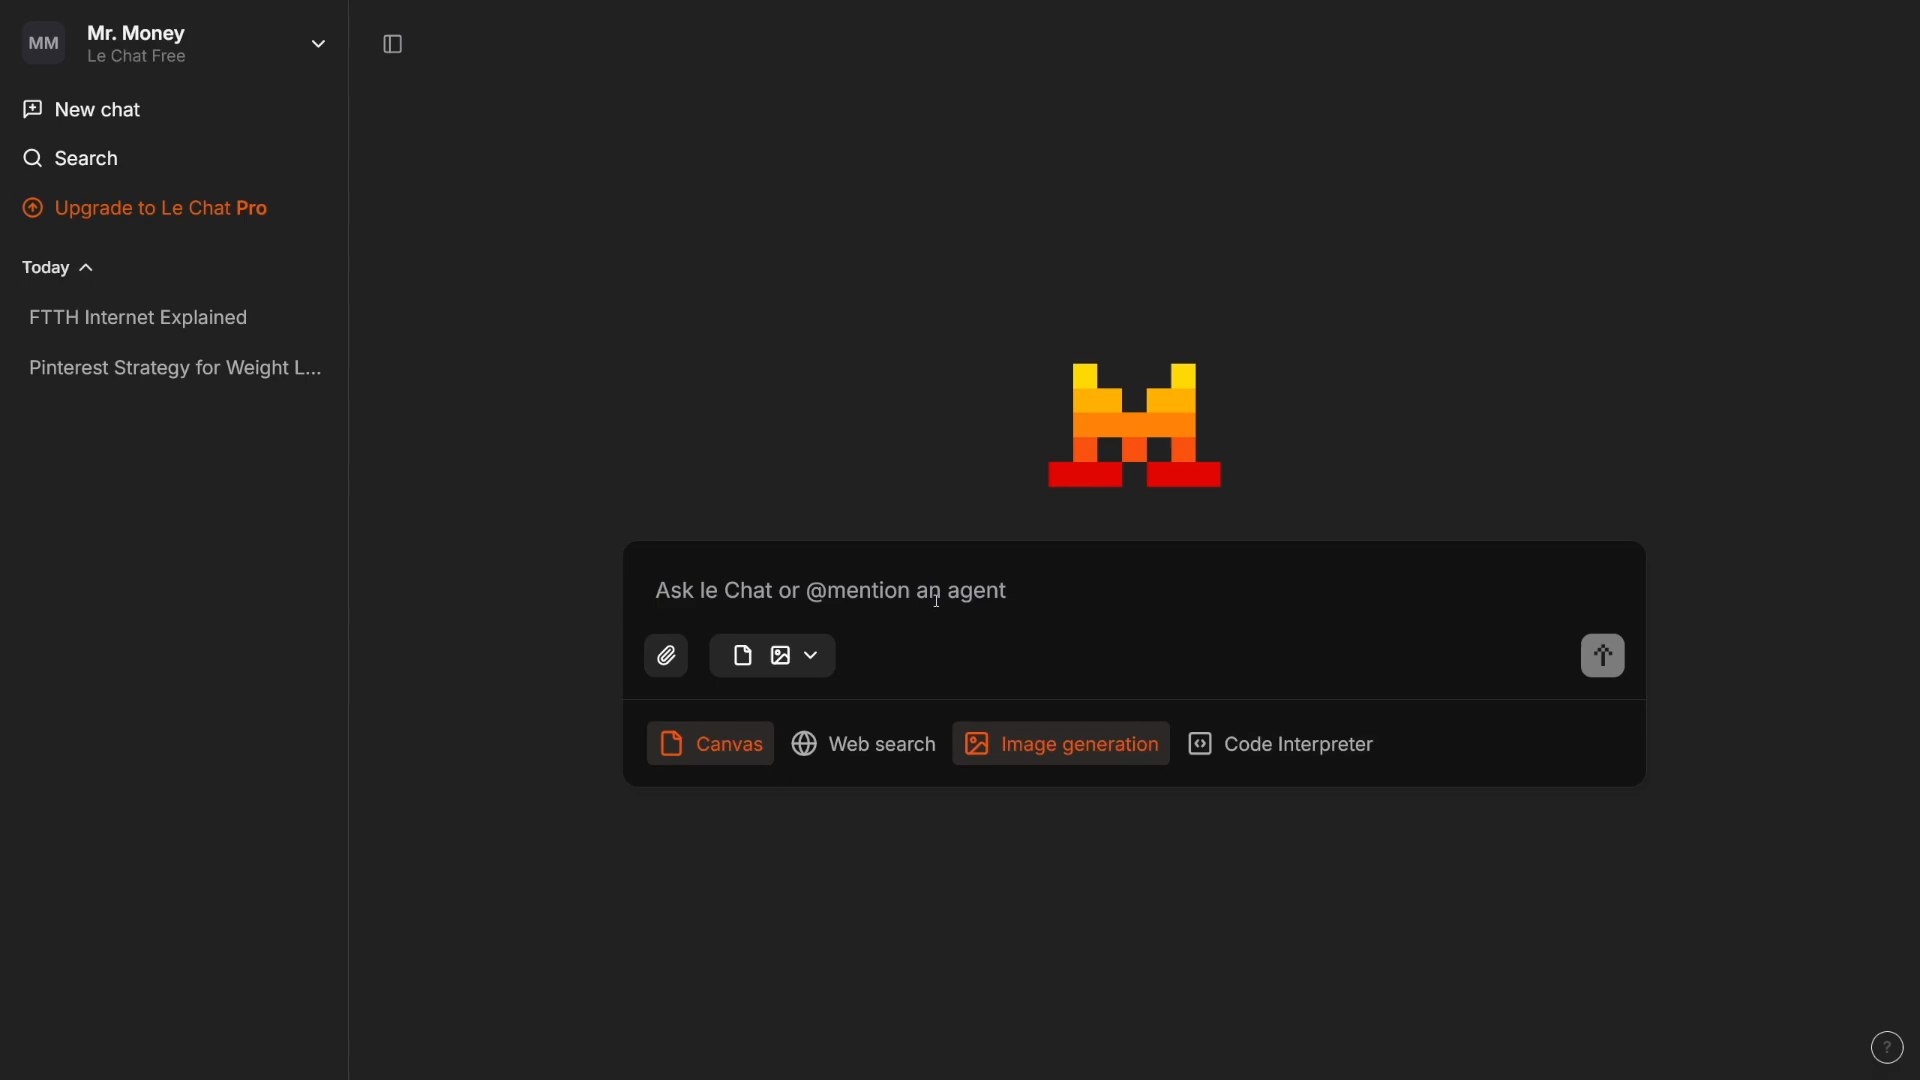 MM
Mr. Money
Le Chat Free
New chat
Search
Upgrade to Le Chat Pro
Today
FTTH Internet Explained
Pinterest Strategy for Weight L...
Ask le Chat or @mention an agent
Canvas
Web search
Image generation
Code Interpreter
?